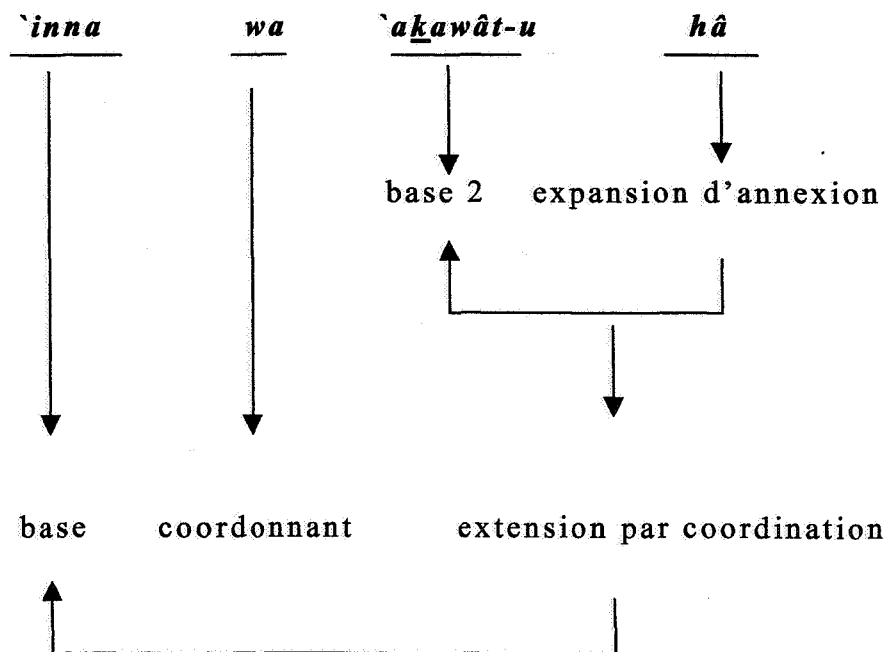 `inna wa `akawât-u hâ
base 2 expansion d'annexion
base coordonnant extension par coordination